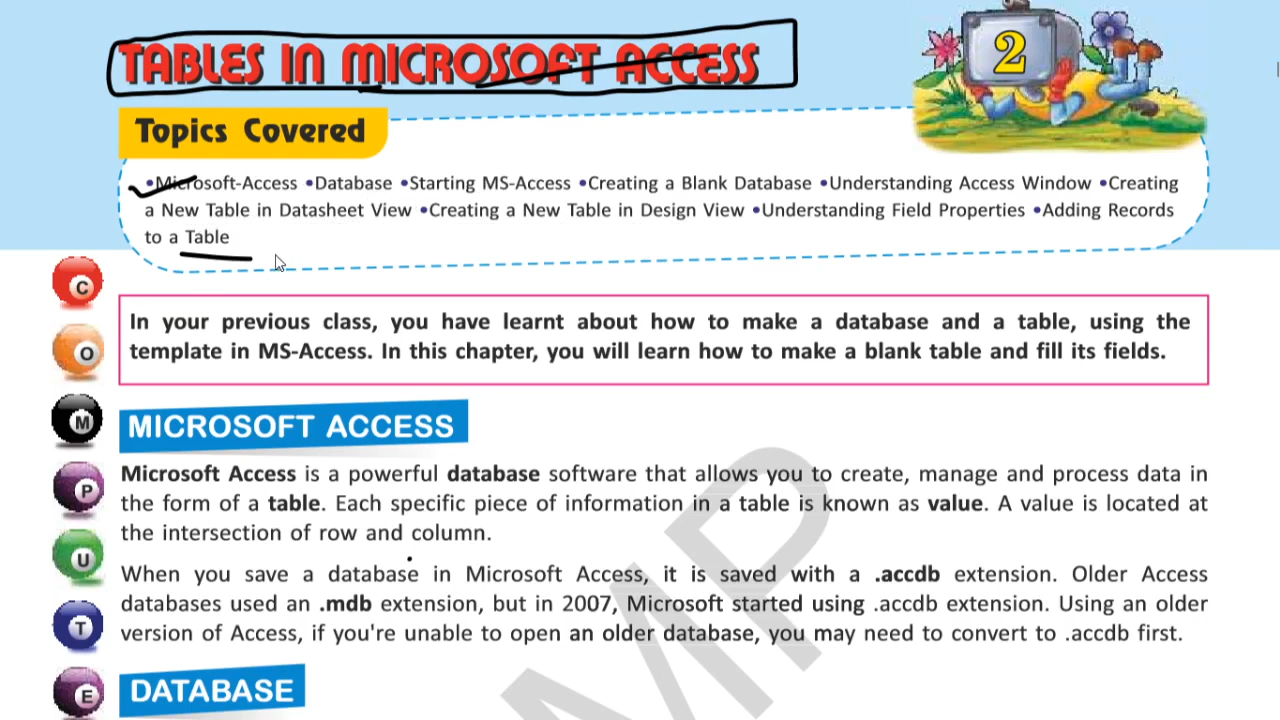 TABLES IN MICROSOFT ACCESS
2
Topics Covered
•Microsoft-Access •Database •Starting MS-Access •Creating a Blank Database •Understanding Access Window •Creating
a New Table in Datasheet View •Creating a New Table in Design View •Understanding Field Properties •Adding Records
to a Table
In your previous class, you have learnt about how to make a database and a table, using the
template in MS-Access. In this chapter, you will learn how to make a blank table and fill its fields.
MICROSOFT ACCESS
Microsoft Access is a powerful database software that allows you to create, manage and process data in
the form of a table. Each specific piece of information in a table is known as value. A value is located at
the intersection of row and column.
When you save a database in Microsoft Access, it is saved with a .accdb extension. Older Access
databases used an .mdb extension, but in 2007, Microsoft started using .accdb extension. Using an older
version of Access, if you're unable to open an older database, you may need to convert to .accdb first.
DATABASE
C
O
M
P
U
T
E
MP